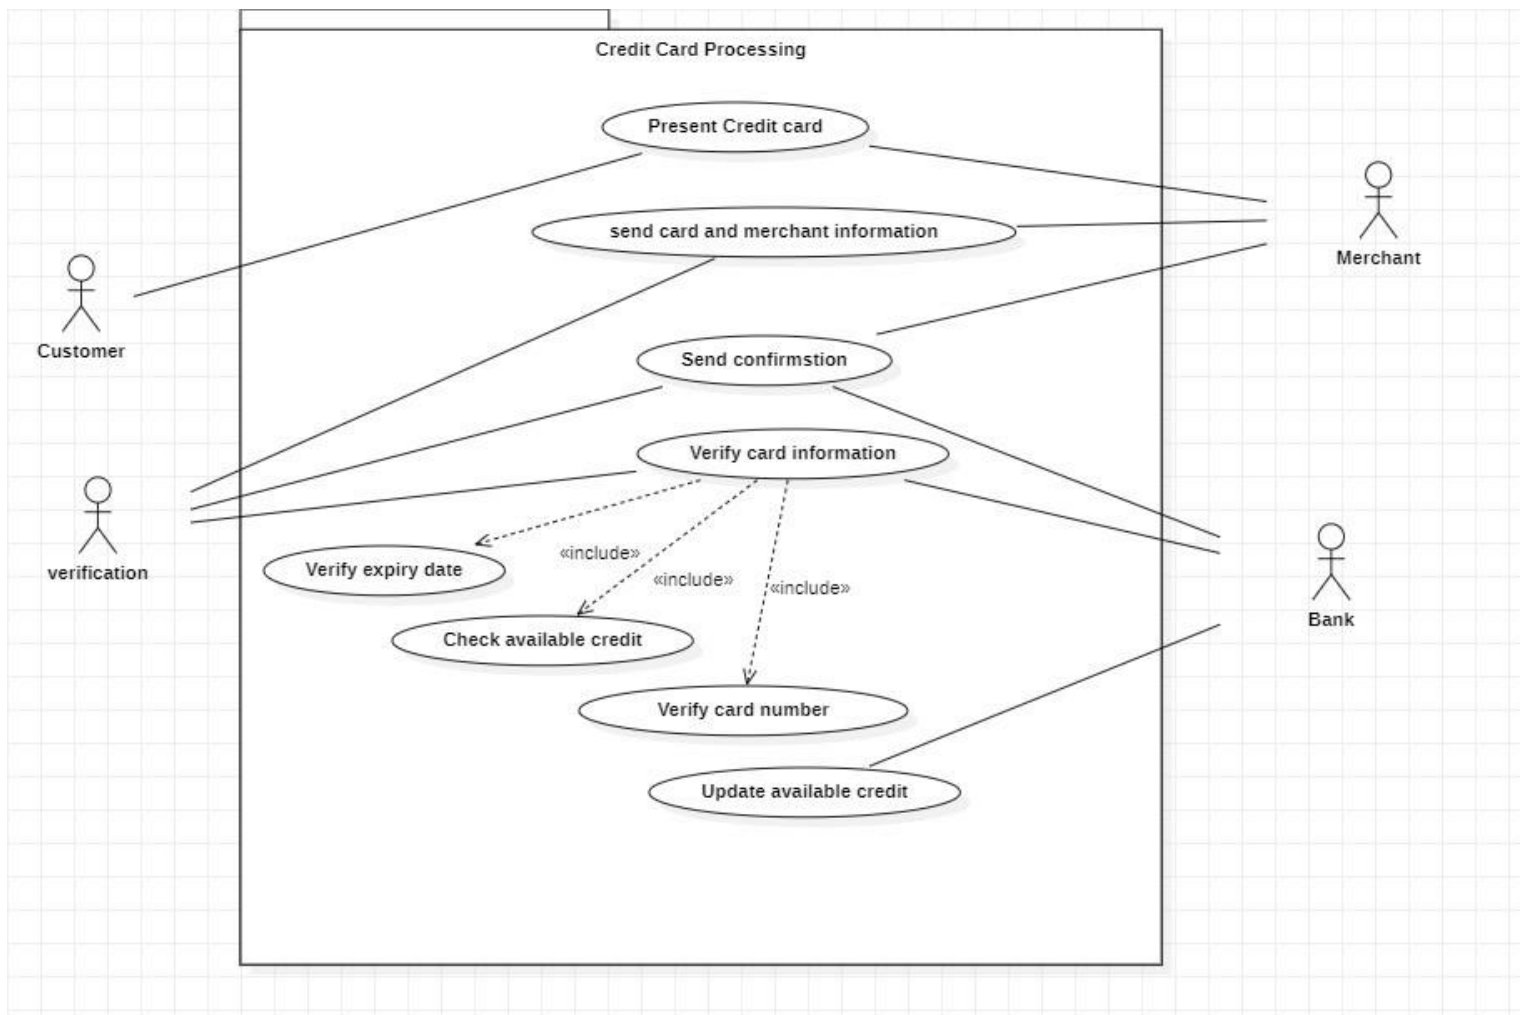 Credit Card Processing
Present Credit card
send card and merchant information
Merchant
Customer
Send confirmstion
Verify card information
verification
Verify expiry date
«include»
«include»
«include»
Check available credit
Bank
Verify card number
Update available credit